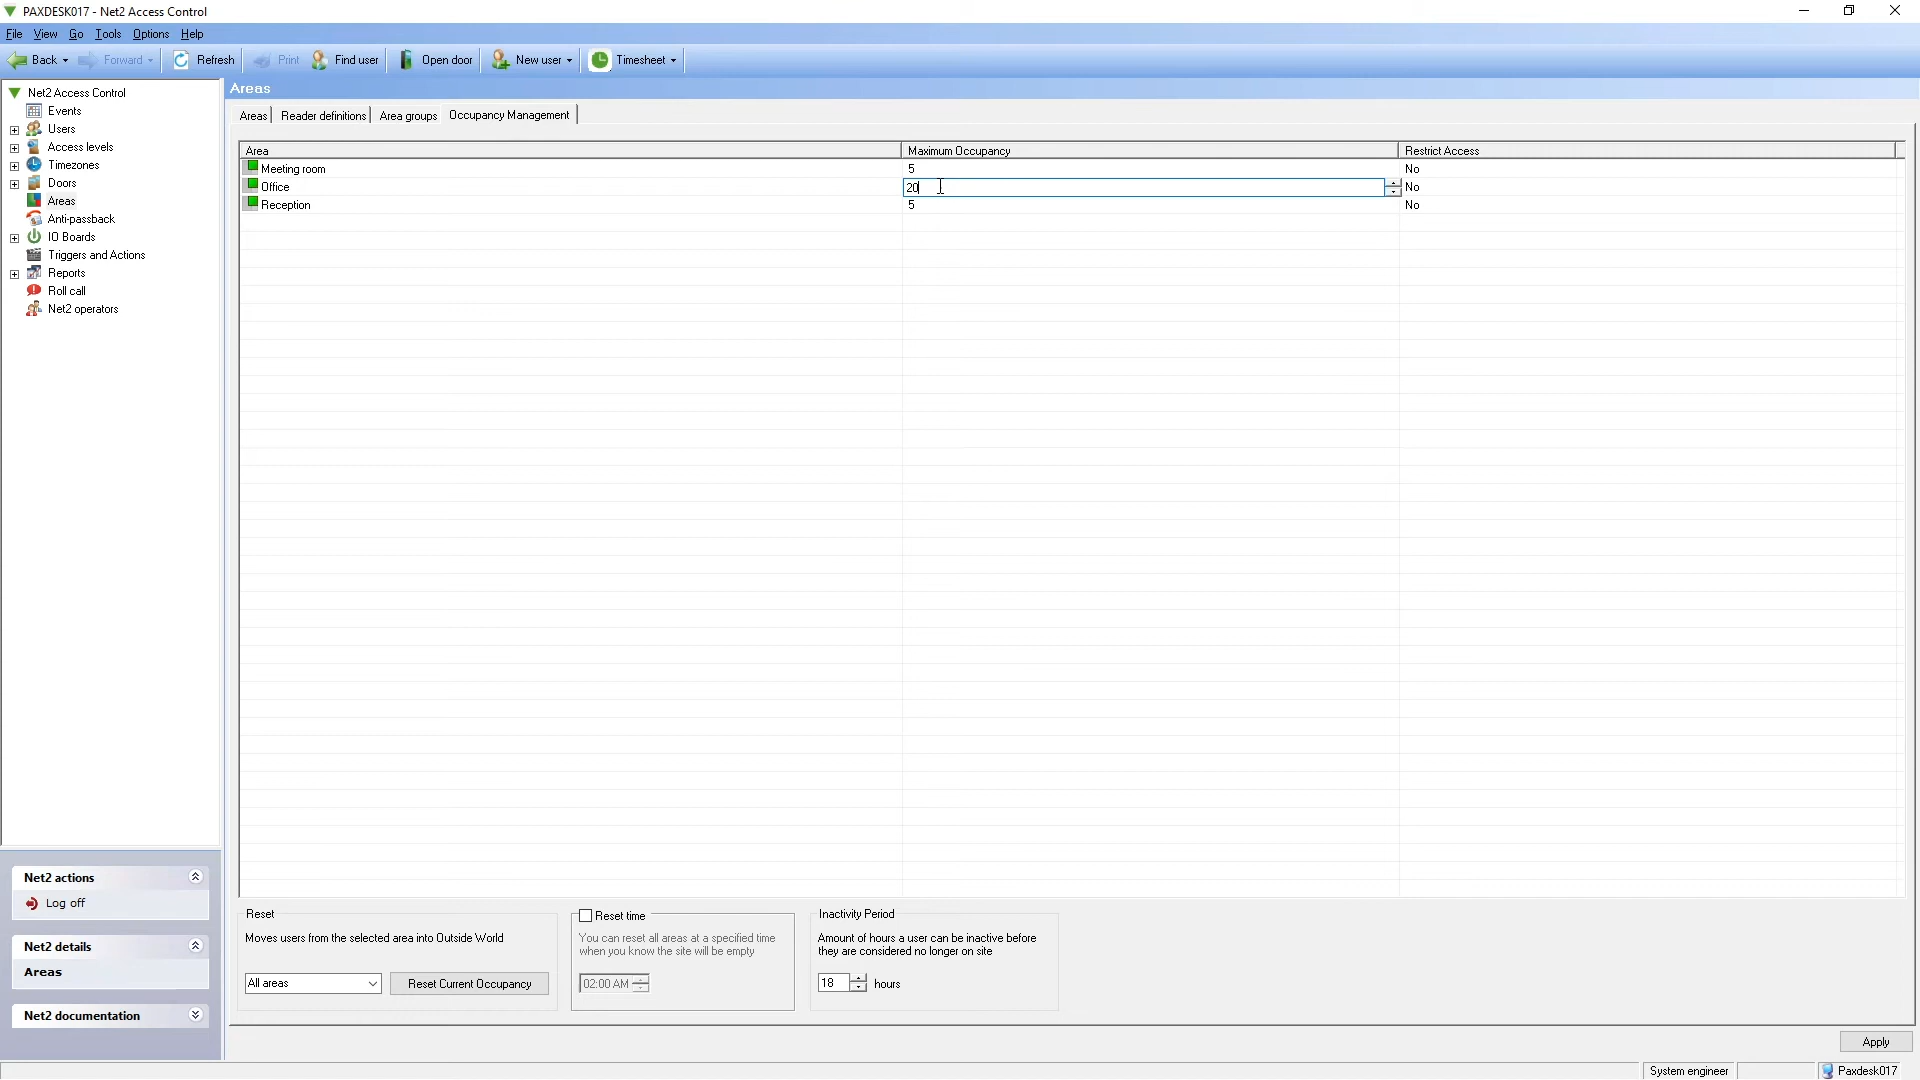 PAXDESK017 - Net2 Access Control
File View Go Tools Options Help
Back Forward Refresh Print Find user Open door New user Timesheet
Net2 Access Control
Events
Users
Access levels
Timezones
Doors
Areas
Anti-passback
IO Boards
Triggers and Actions
Reports
Roll call
Net2 operators
Net2 actions
Log off
Net2 details
Areas
Net2 documentation
Areas
Areas Reader definitions Area groups Occupancy Management
Area Maximum Occupancy Restrict Access
Meeting room 5 No
Office 20 No
Reception 5 No
Reset
Moves users from the selected area into Outside World
All areas Reset Current Occupancy
Reset time
You can reset all areas at a specified time
when you know the site will be empty
02:00 AM
Inactivity Period
Amount of hours a user can be inactive before
they are considered no longer on site
18 hours
Apply
System engineer Paxdesk017